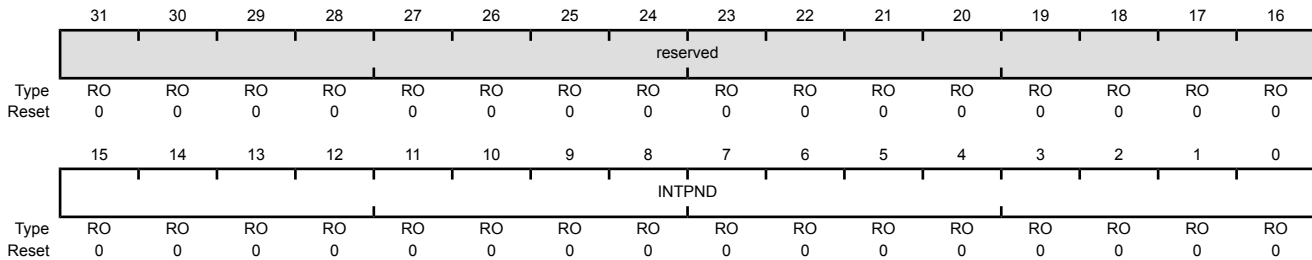 31 30 29 28 27 26 25 24 23 22 21 20 19 18 17 16
reserved
Type RO RO RO RO RO RO RO RO RO RO RO RO RO RO RO RO
Reset 0 0 0 0 0 0 0 0 0 0 0 0 0 0 0 0
15 14 13 12 11 10 9 8 7 6 5 4 3 2 1 0
INTPND
Type RO RO RO RO RO RO RO RO RO RO RO RO RO RO RO RO
Reset 0 0 0 0 0 0 0 0 0 0 0 0 0 0 0 0